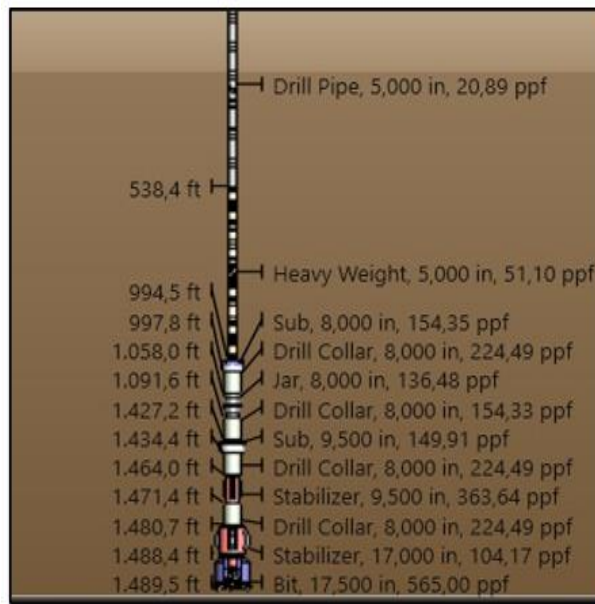 Drill Pipe, 5,000 in, 20,89 ppf
538,4 ft
Heavy Weight, 5,000 in, 51,10 ppf
994,5 ft
997,8 ft Sub, 8,000 in, 154,35 ppf
1.058,0 ft Drill Collar, 8,000 in, 224,49 ppf
1.091,6 ft Jar, 8,000 in, 136,48 ppf
1.427,2 ft Drill Collar, 8,000 in, 154,33 ppf
1.434,4 ft Sub, 9,500 in, 149,91 ppf
1.464,0 ft Drill Collar, 8,000 in, 224,49 ppf
1.471,4 ft Stabilizer, 9,500 in, 363,64 ppf
1.480,7 ft Drill Collar, 8,000 in, 224,49 ppf
1.488,4 ft Stabilizer, 17,000 in, 104,17 ppf
1.489,5 ft Bit, 17,500 in, 565,00 ppf